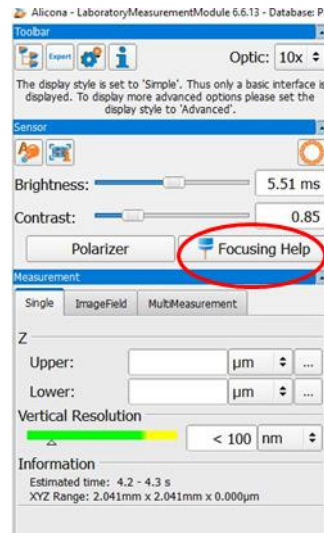 Alicona - LaboratoryMeasurementModule 6.6.13 - Database: P
Toolbar
Expert
Optic: 10x
The display style is set to 'Simple'. Thus only a basic interface is
displayed. To display more advanced options please set the
display style to 'Advanced'.
Sensor
Brightness: 5.51 ms
Contrast: 0.85
Polarizer Focusing Help
Measurement
Single ImageField MultiMeasurement
Z
Upper: µm ...
Lower: µm ...
Vertical Resolution
< 100 nm
Information
Estimated time: 4.2 - 4.3 s
XYZ Range: 2.041mm x 2.041mm x 0.000µm